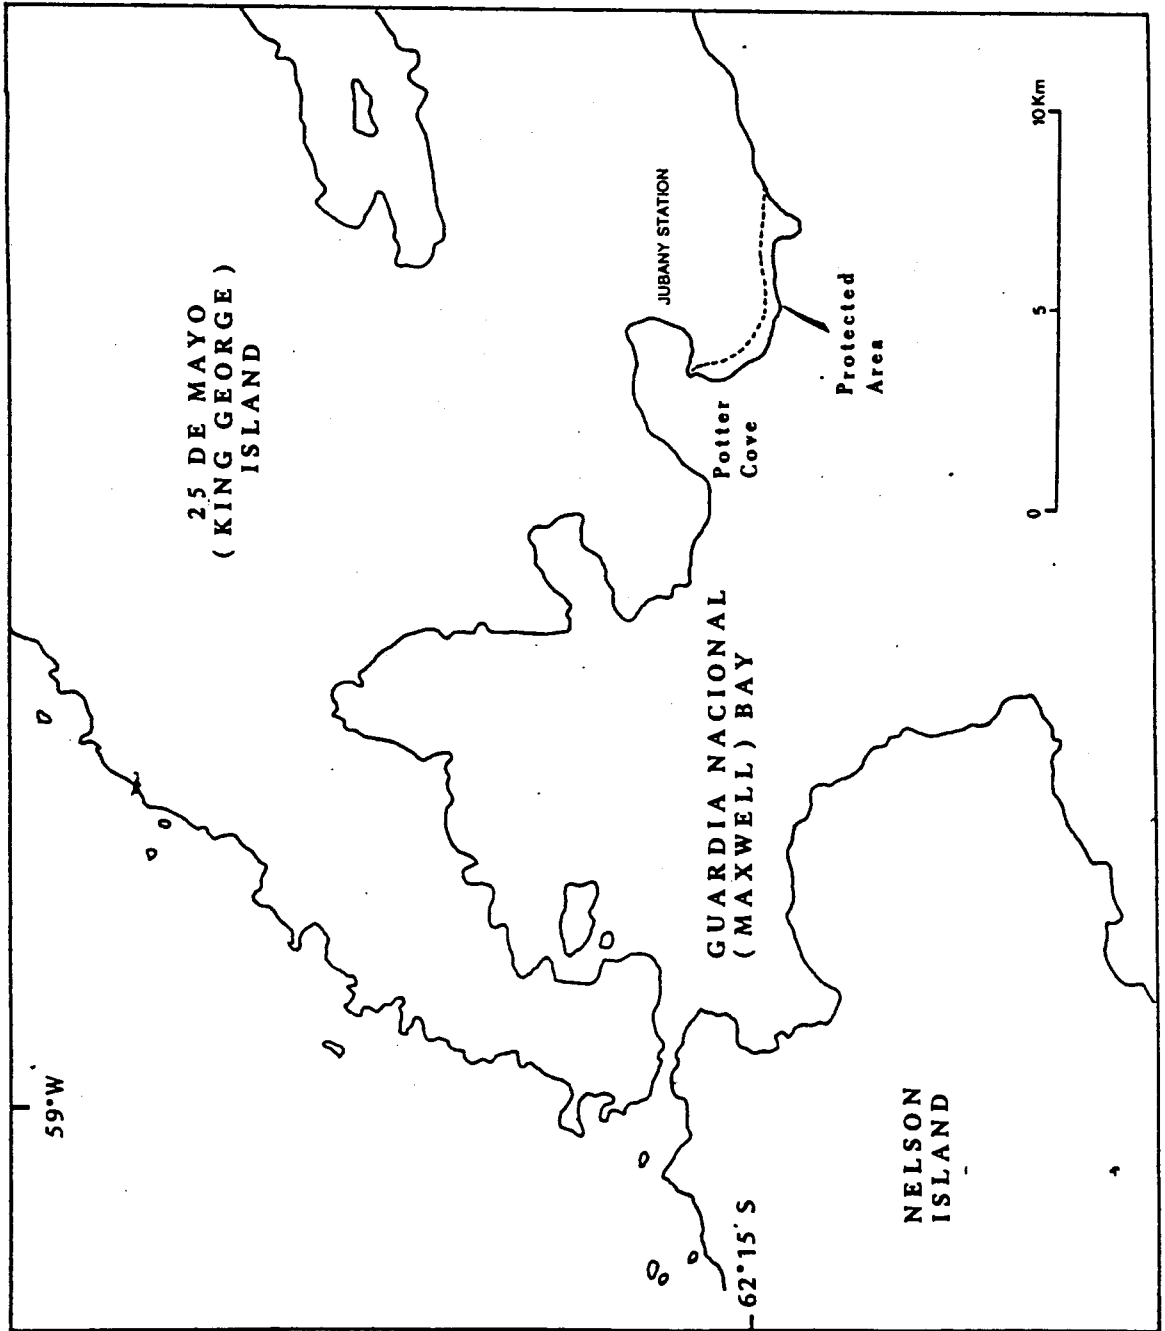 59°W
25 DE MAYO
( KING GEORGE )
ISLAND
JUBANY STATION
Potter
Cove
Protected
Area
GUARDIA NACIONAL
( MAXWELL ) BAY
62°15′ S
NELSON
ISLAND
0 5 10Km